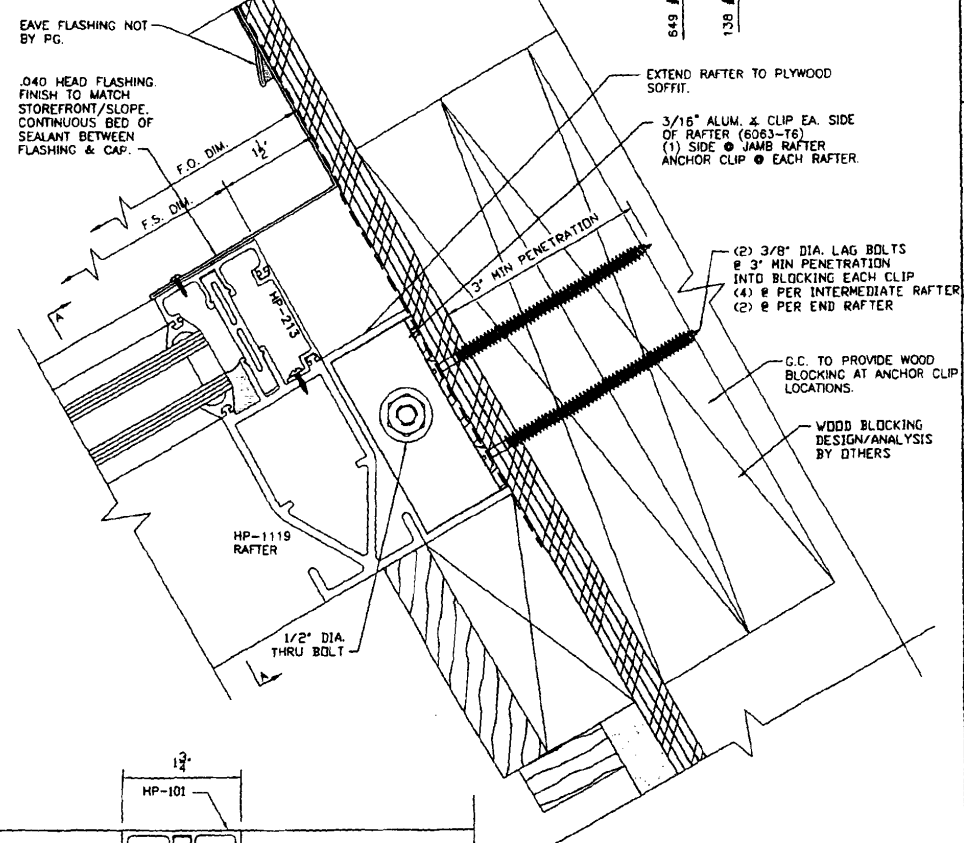 EAVE FLASHING NOT
BY PG.
.040 HEAD FLASHING.
FINISH TO MATCH
STOREFRONT/SLOPE.
CONTINUOUS BED OF
SEALANT BETWEEN
FLASHING & CAP.
649
138
EXTEND RAFTER TO PLYWOOD
SOFFIT.
3/16" ALUM. ∡ CLIP EA. SIDE
OF RAFTER (6063-T6)
(1) SIDE @ JAMB RAFTER
ANCHOR CLIP @ EACH RAFTER.
F.O. DIM.
1½"
F.S. DIM.
3" MIN PENETRATION
(2) 3/8" DIA. LAG BOLTS
@ 3" MIN PENETRATION
INTO BLOCKING EACH CLIP
(4) @ PER INTERMEDIATE RAFTER
(2) @ PER END RAFTER
A
HP-213
G.C. TO PROVIDE WOOD
BLOCKING AT ANCHOR CLIP
LOCATIONS.
WOOD BLOCKING
DESIGN/ANALYSIS
BY OTHERS
HP-1119
RAFTER
1/2" DIA.
THRU BOLT
A
1¾"
HP-101